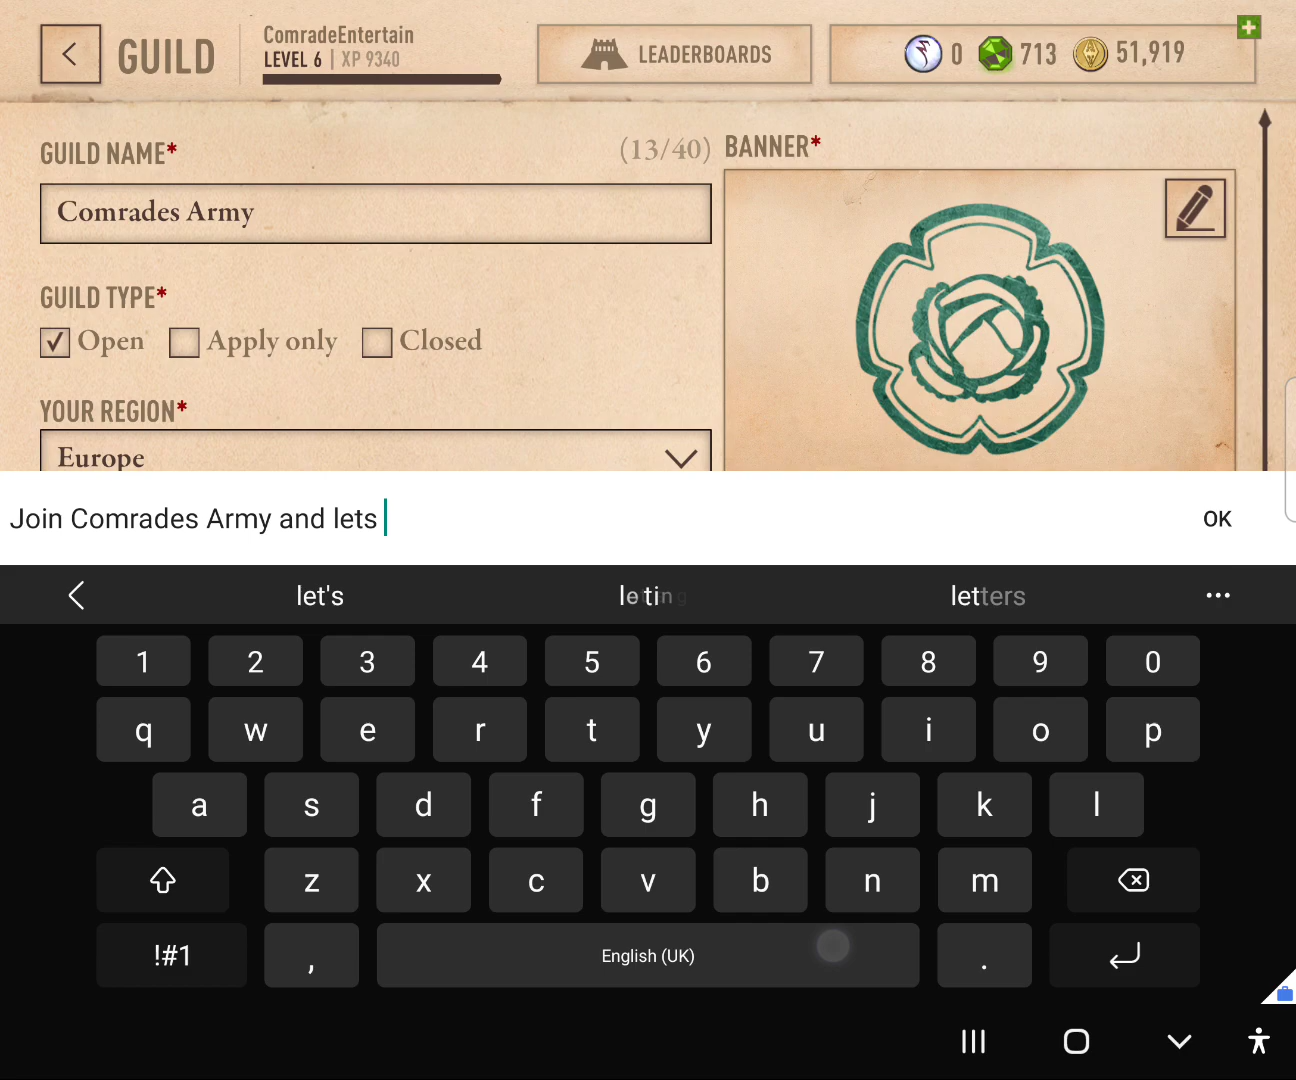 GUILD
ComradeEntertain
LEVEL 6 | XP 9340
LEADERBOARDS
0 713 51,919
GUILD NAME*
(13/40)
BANNER*
Comrades Army
GUILD TYPE*
Open Apply only Closed
YOUR REGION*
Europe
Join Comrades Army and lets
OK
let's letters
1 2 3 4 5 6 7 8 9 0
q w e r t y u i o p
a s d f g h j k l
z x c v b n m
!#1 , English (UK) .